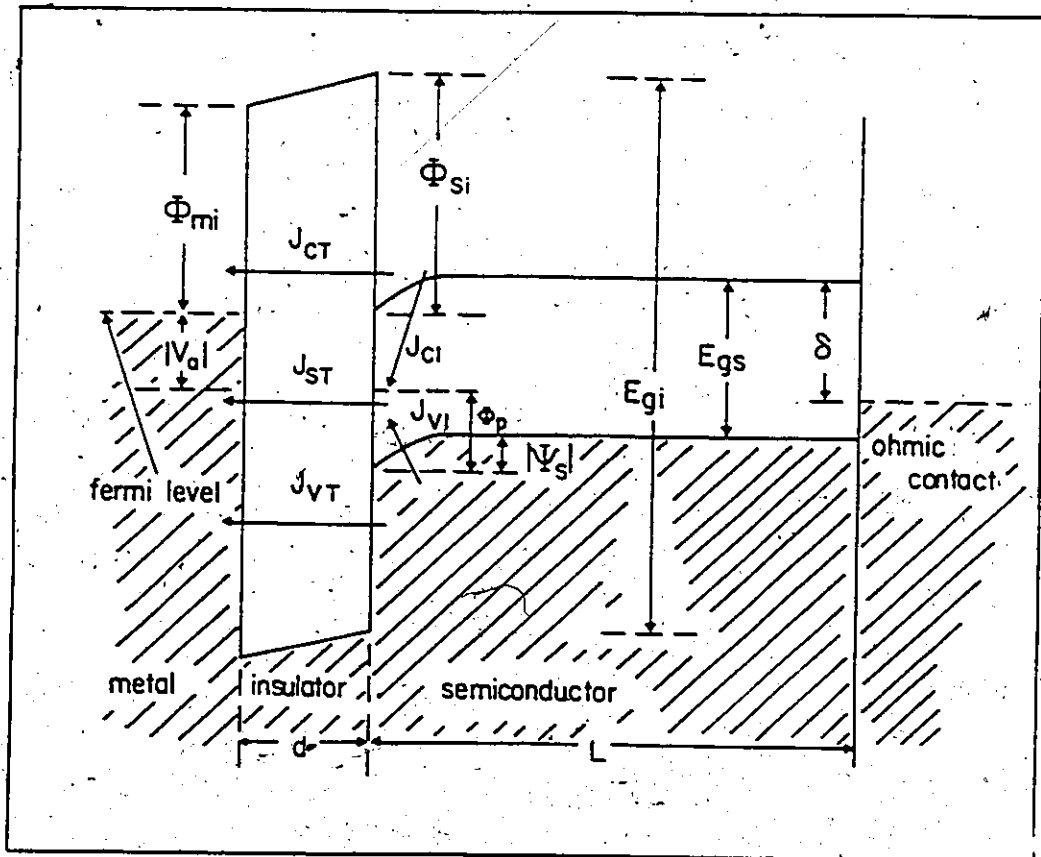 Φmi
Φsi
JCT
|Va|
JCI
JST
Egi
Egs
δ
JVI
Φp
|Ψs|
fermi level
JVT
ohmic
contact
metal
insulator
semiconductor
d
L